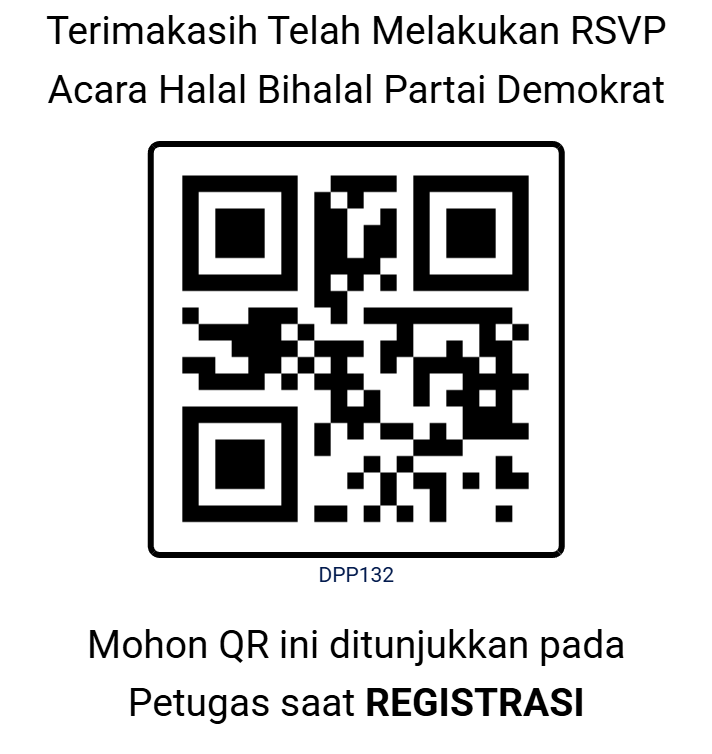 Terimakasih Telah Melakukan RSVP
Acara Halal Bihalal Partai Demokrat
DPP132
Mohon QR ini ditunjukkan pada
Petugas saat REGISTRASI